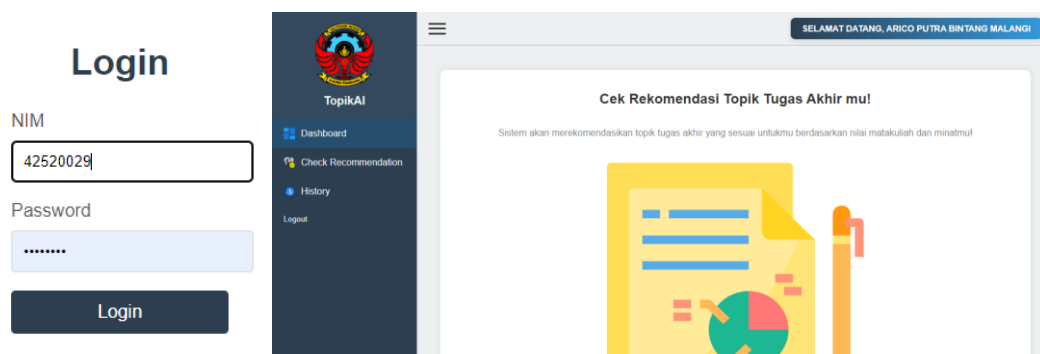 Login
NIM
42520029
Password
Login
TopikAI
Dashboard
Check Recommendation
History
Logout
SELAMAT DATANG, ARICO PUTRA BINTANG MALANGI
Cek Rekomendasi Topik Tugas Akhir mu!
Sistem akan merekomendasikan topik tugas akhir yang sesuai untukmu berdasarkan nilai matakuliah dan minatmu!